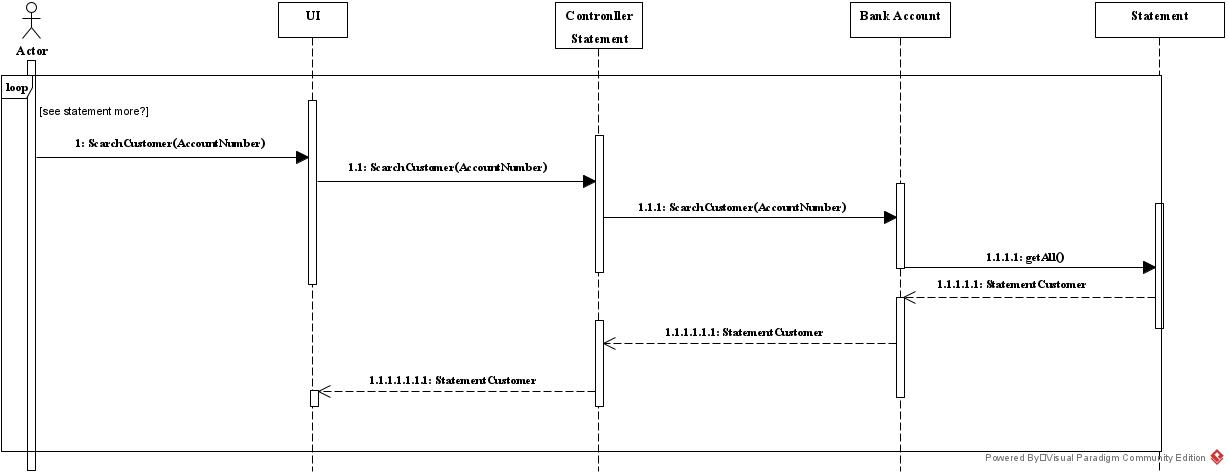 UI
Contronller
Statement
Bank Account
Statement
Actor
loop
[see statement more?]
1: SearchCustomer(AccountNumber)
1.1: SearchCustomer(AccountNumber)
1.1.1: SearchCustomer(AccountNumber)
1.1.1.1: getAll()
1.1.1.1.1: StatementCustomer
1.1.1.1.1.1: StatementCustomer
1.1.1.1.1.1.1: StatementCustomer
Powered By Visual Paradigm Community Edition